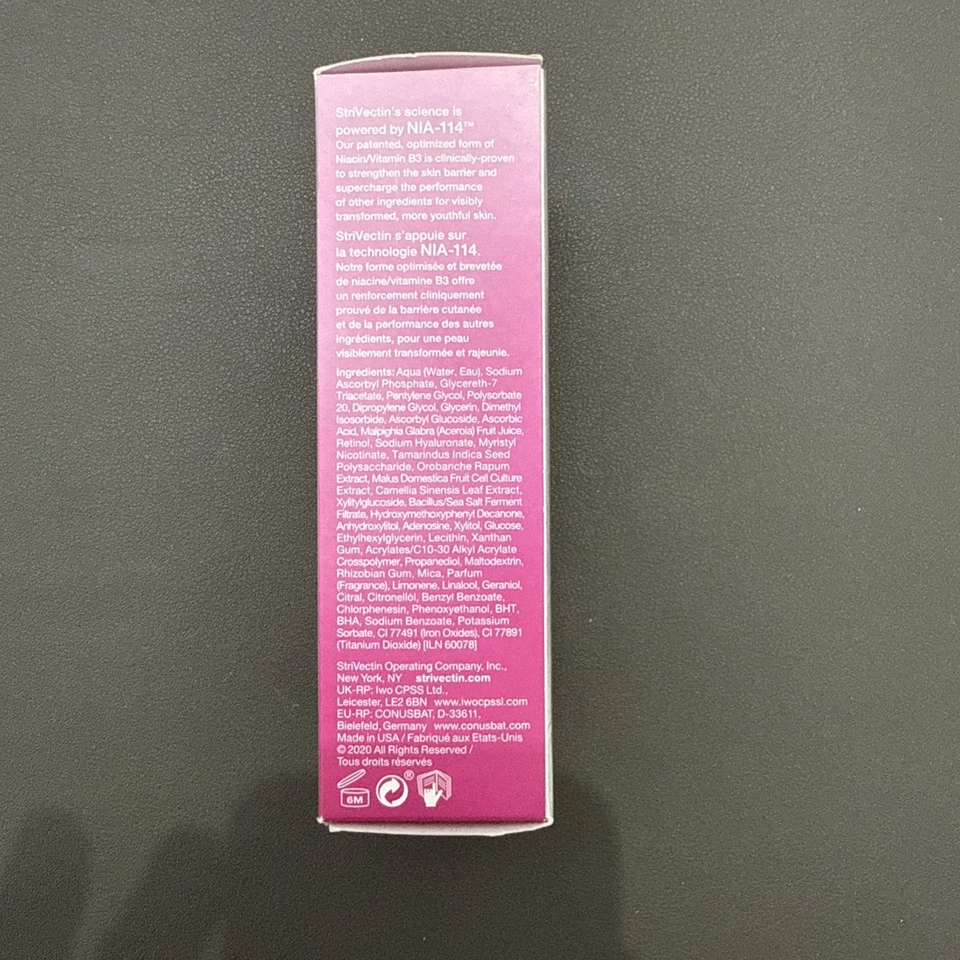 StriVectin's science is
powered by NIA-114™
Our patented, optimized form of
Niacin/Vitamin B3 is clinically-proven
to strengthen the skin barrier and
supercharge the performance
of other ingredients for visibly
transformed, more youthful skin.
StriVectin s'appuie sur
la technologie NIA-114.
Notre forme optimisée et brevetée
de niacine/vitamine B3 offre
un renforcement cliniquement
prouvé de la barrière cutanée
et de la performance des autres
ingrédients, pour une peau
visiblement transformée et rajeunie.
Ingredients: Aqua (Water, Eau), Sodium
Ascorbyl Phosphate, Glycereth-7
Triacetate, Pentylene Glycol, Polysorbate
20, Dipropylene Glycol, Glycerin, Dimethyl
Isosorbide, Ascorbyl Glucoside, Ascorbic
Acid, Malpighia Glabra (Acerola) Fruit Juice,
Retinol, Sodium Hyaluronate, Myristyl
Nicotinate, Tamarindus Indica Seed
Polysaccharide, Orobanche Rapum
Extract, Malus Domestica Fruit Cell Culture
Extract, Camellia Sinensis Leaf Extract,
Xylitylglucoside, Bacillus/Sea Salt Ferment
Filtrate, Hydroxymethoxyphenyl Decanone,
Anhydroxylitol, Adenosine, Xylitol, Glucose,
Ethylhexylglycerin, Lecithin, Xanthan
Gum, Acrylates/C10-30 Alkyl Acrylate
Crosspolymer, Propanediol, Maltodextrin,
Rhizobian Gum, Mica, Parfum
(Fragrance), Limonene, Linalool, Geraniol,
Citral, Citronellol, Benzyl Benzoate,
Chlorphenesin, Phenoxyethanol, BHT,
BHA, Sodium Benzoate, Potassium
Sorbate, CI 77491 (Iron Oxides), CI 77891
(Titanium Dioxide) [ILN 60078]
StriVectin Operating Company, Inc.,
New York, NY strivectin.com
UK-RP: Iwo CPSS Ltd.,
Leicester, LE2 6BN www.iwocpssl.com
EU-RP: CONUSBAT, D-33611,
Bielefeld, Germany www.conusbat.com
Made in USA / Fabriqué aux Etats-Unis
© 2020 All Rights Reserved /
Tous droits réservés
6M ®